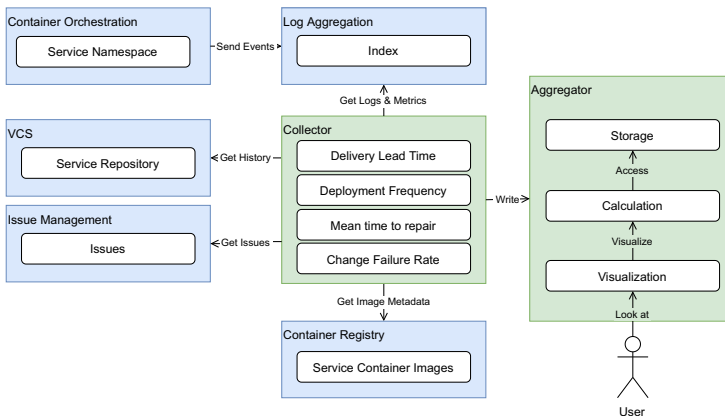 Container Orchestration
Service Namespace
Send Events
Log Aggregation
Index
Get Logs & Metrics
VCS
Service Repository
Get History
Issue Management
Issues
Get Issues
Collector
Delivery Lead Time
Deployment Frequency
Mean time to repair
Change Failure Rate
Get Image Metadata
Container Registry
Service Container Images
Write
Aggregator
Storage
Access
Calculation
Visualize
Visualization
Look at
User